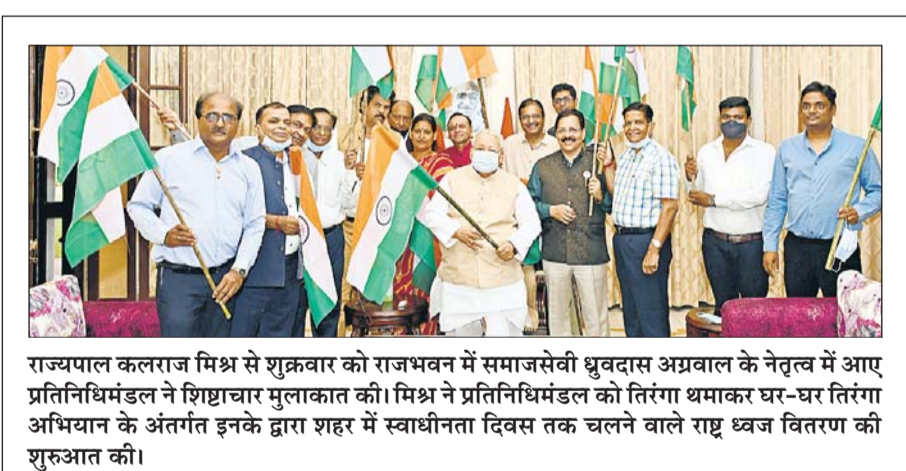 राज्यपाल कलराज मिश्र से शुक्रवार को राजभवन में समाजसेवी ध्रुवदास अग्रवाल के नेतृत्व में आए
प्रतिनिधिमंडल ने शिष्टाचार मुलाकात की। मिश्र ने प्रतिनिधिमंडल को तिरंगा थमाकर घर-घर तिरंगा
अभियान के अंतर्गत इनके द्वारा शहर में स्वाधीनता दिवस तक चलने वाले राष्ट्र ध्वज वितरण की
शुरुआत की।